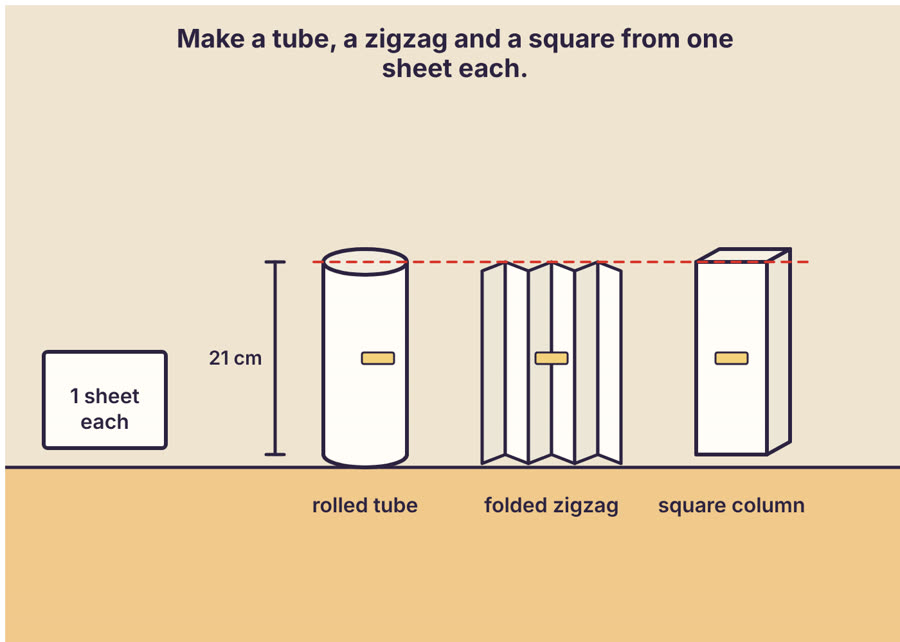 Make a tube, a zigzag and a square from one
sheet each.
21 cm
1 sheet
each
rolled tube
folded zigzag
square column